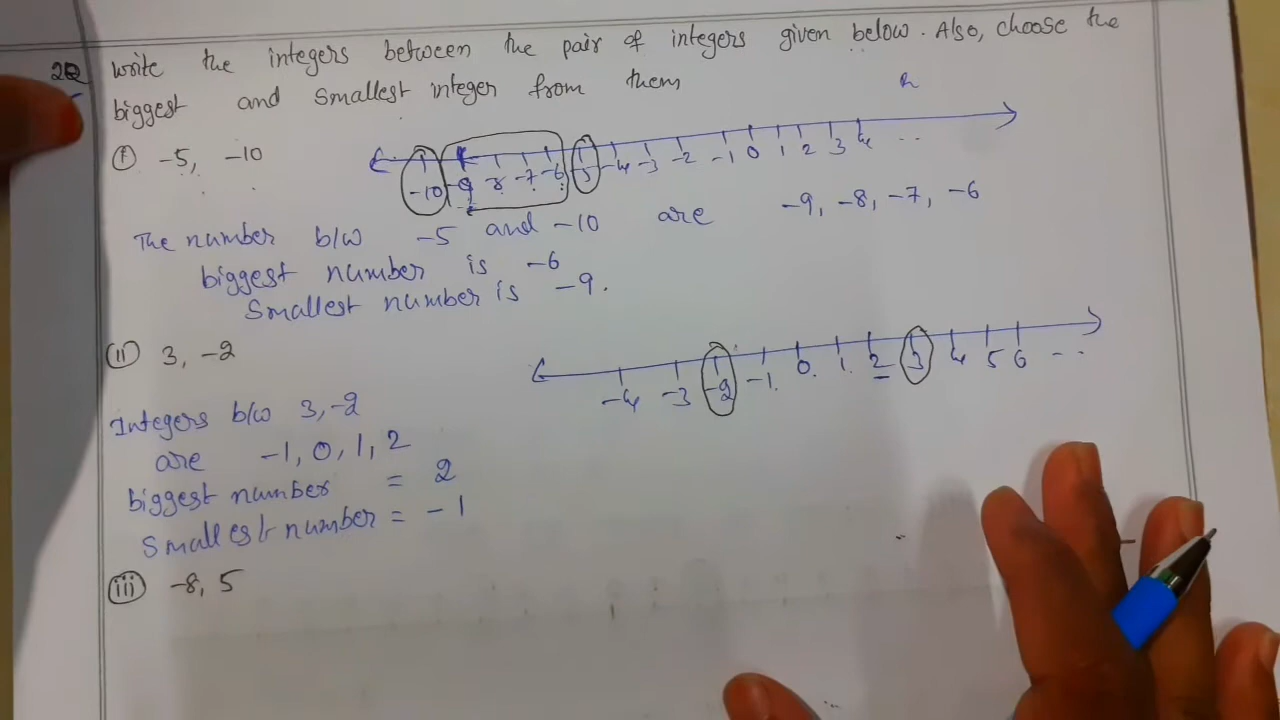 2Q write the integers between the pair of integers given below. Also, choose the
biggest and smallest integer from them
(i) -5, -10
-10 -9 -8 -7 -6 -5 -4 -3 -2 -1 0 1 2 3 4 ...
The number b/w -5 and -10 are -9, -8, -7, -6
biggest number is -6
Smallest number is -9.
(ii) 3, -2
-4 -3 -2 -1 0 1 2 3 4 5 6 ...
Integers b/w 3, -2
are -1, 0, 1, 2
biggest number = 2
Smallest number = -1
(iii) -8, 5